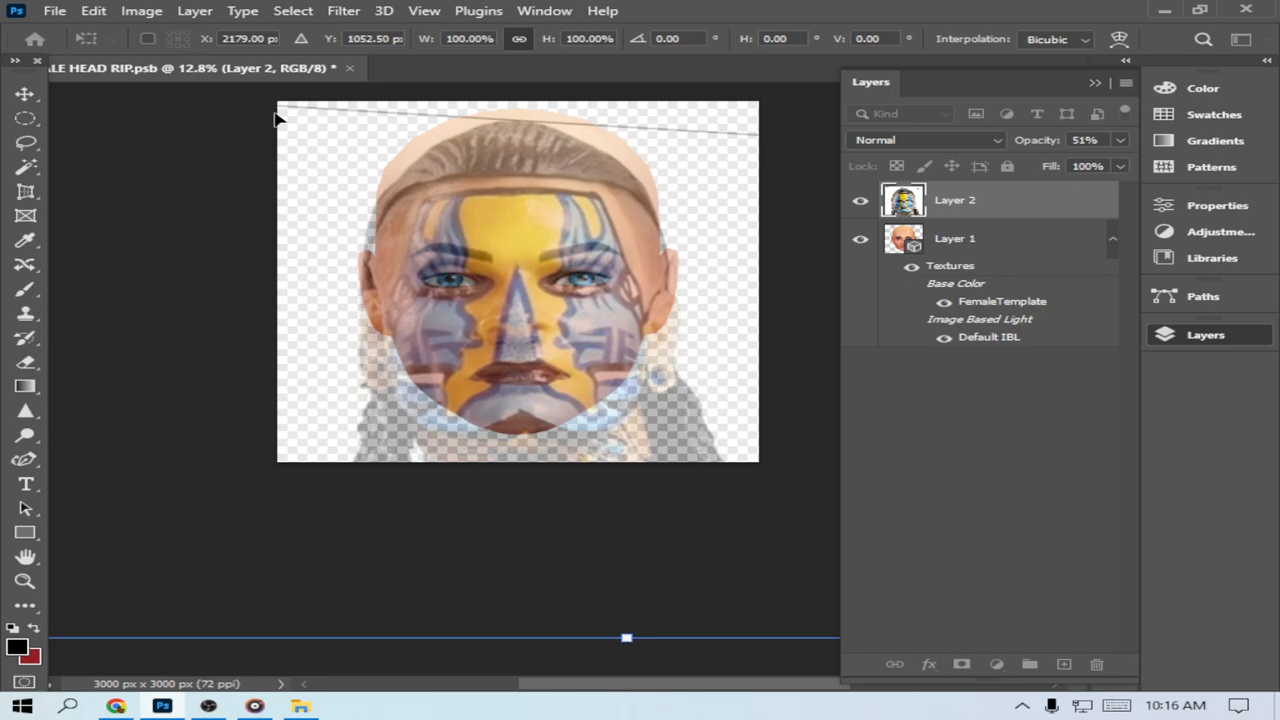 Ps File Edit Image Layer Type Select Filter 3D View Plugins Window Help
X: 2179.00 p: Y: 1052.50 p: W: 100.00% H: 100.00% 0.00 ° H: 0.00 V: 0.00 ° Interpolation: Bicubic
ALE HEAD RIP.psb @ 12.8% (Layer 2, RGB/8) * ×
Layers
Kind
Normal Opacity: 51%
Lock: Fill: 100%
Layer 2
Layer 1
Textures
Base Color
FemaleTemplate
Image Based Light
Default IBL
Color
Swatches
Gradients
Patterns
Properties
Adjustme...
Libraries
Paths
Layers
fx
3000 px x 3000 px (72 ppi)
Ps 10:16 AM